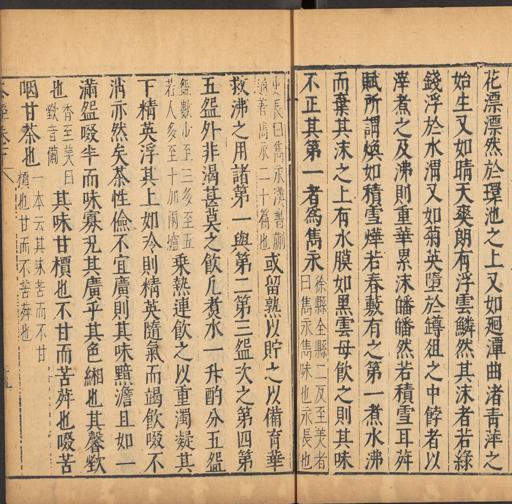 花漂漂然於環池之上又如廻潭曲渚青萍之
始生又如晴天爽朗有浮雲鱗然其沫者若綠
錢浮於水渭又如菊英墮於鐏俎之中餑者以
滓煮之及沸則重華累沫皤皤然若積雪耳荈
賦所謂煥如積雪燁若春敷有之第一煮水沸
而葉其沫之上有水膜如黑雲母飲之則其味
不正其第一者為雋永
徐縣全縣二反至美者
曰雋永雋味也永長也
史長曰雋永漢書蒯
通著雋永二十篇也
或留熟以貯之以備育華
救沸之用諸第一與第二第三盌次之第四第
五盌外非渴甚莫之飲凡煮水一升酌分五盌
盌數少至三多至五
若人多至十加兩爐
乘熱連飲之以重濁凝其
下精英浮其上如冷則精英隨氣而竭飲啜不
消亦然矣茶性儉不宜廣則其味黯澹且如一
滿盌啜半而味寡況其廣乎其色緗也其馨𣣋
也
香至美曰
𣣋音備
其味甘檟也不甘而苦荈也啜苦
咽甘茶也
一本云其味苦而不甘
檟也甘而不苦荈也